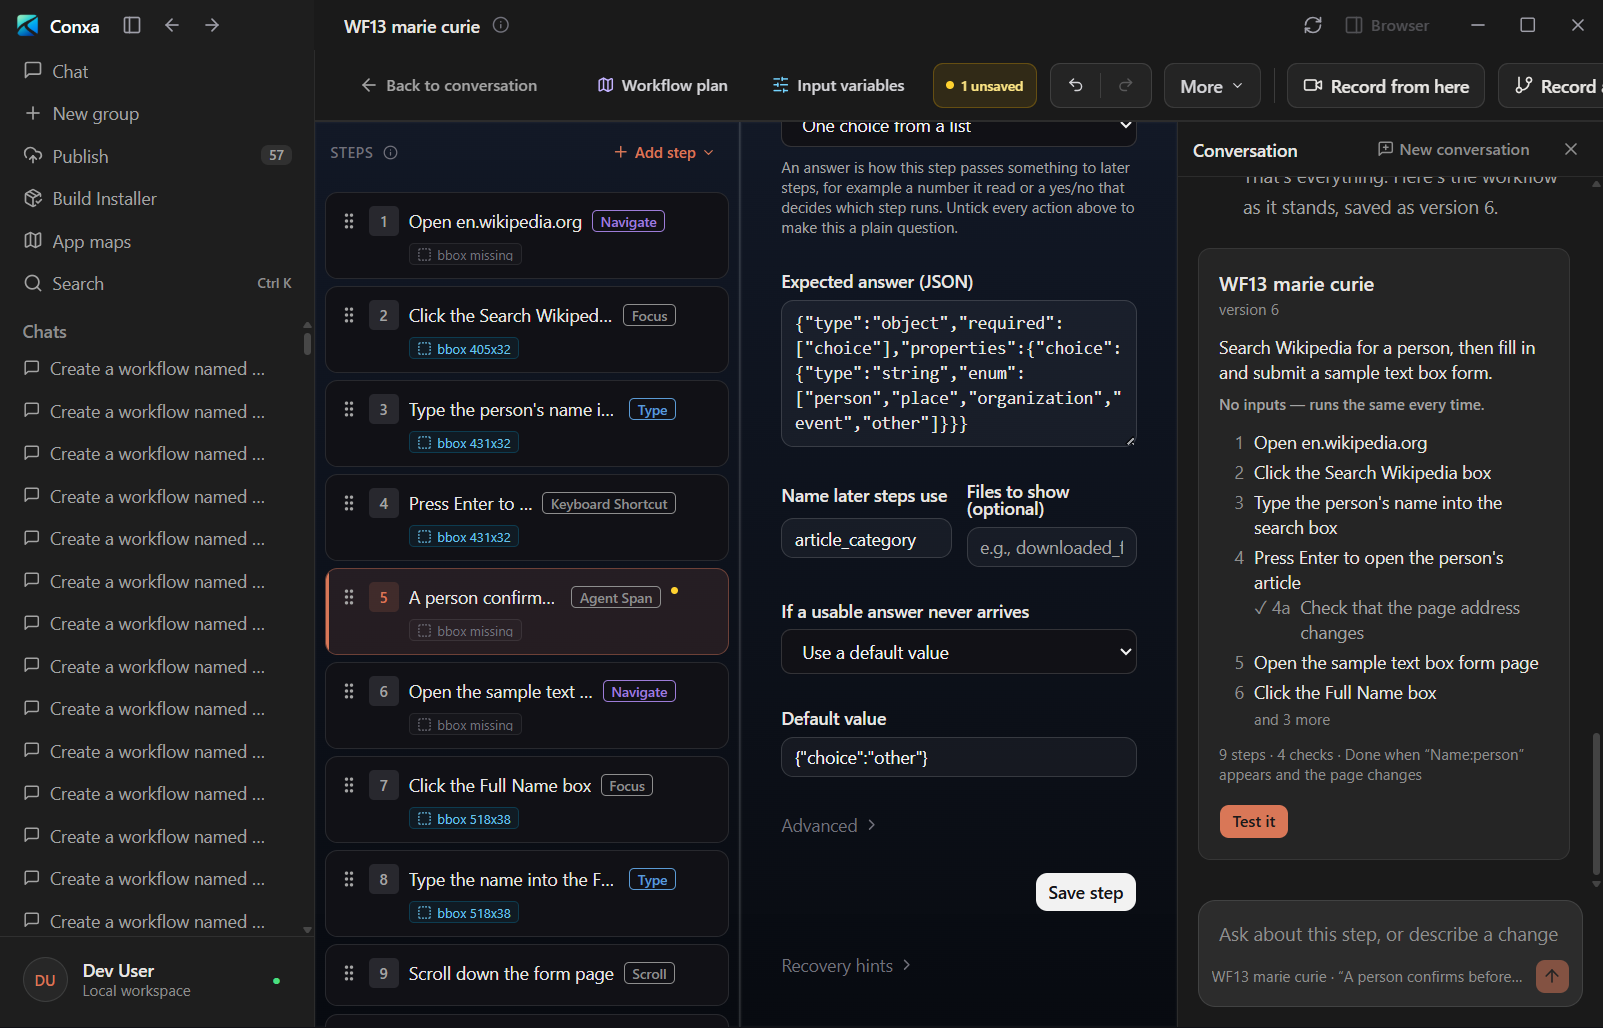 Conxa
WF13 marie curie
Browser
Chat
New group
Publish
57
Build Installer
App maps
Search
Ctrl K
Chats
Create a workflow named ...
Create a workflow named ...
Create a workflow named ...
Create a workflow named ...
Create a workflow named ...
Create a workflow named ...
Create a workflow named ...
Create a workflow named ...
Create a workflow named ...
Create a workflow named ...
Create a workflow named ...
Create a workflow named ...
Create a workflow named ...
Create a workflow named ...
DU
Dev User
Local workspace
Back to conversation
Workflow plan
Input variables
1 unsaved
More
Record from here
Record
STEPS
Add step
1
Open en.wikipedia.org
Navigate
bbox missing
2
Click the Search Wikiped...
Focus
bbox 405x32
3
Type the person's name i...
Type
bbox 431x32
4
Press Enter to ...
Keyboard Shortcut
bbox 431x32
5
A person confirm...
Agent Span
bbox missing
6
Open the sample text ...
Navigate
bbox missing
7
Click the Full Name box
Focus
bbox 518x38
8
Type the name into the F...
Type
bbox 518x38
9
Scroll down the form page
Scroll
One choice from a list
An answer is how this step passes something to later
steps, for example a number it read or a yes/no that
decides which step runs. Untick every action above to
make this a plain question.
Expected answer (JSON)
{"type":"object","required":
["choice"],"properties":{"choice":
{"type":"string","enum":
["person","place","organization","
event","other"]}}}
Name later steps use
article_category
Files to show
(optional)
e.g., downloaded_f
If a usable answer never arrives
Use a default value
Default value
{"choice":"other"}
Advanced
Save step
Recovery hints
Conversation
New conversation
That's everything. Here's the workflow
as it stands, saved as version 6.
WF13 marie curie
version 6
Search Wikipedia for a person, then fill in
and submit a sample text box form.
No inputs — runs the same every time.
1 Open en.wikipedia.org
2 Click the Search Wikipedia box
3 Type the person's name into the
search box
4 Press Enter to open the person's
article
✓ 4a Check that the page address
changes
5 Open the sample text box form page
6 Click the Full Name box
and 3 more
9 steps · 4 checks · Done when “Name:person”
appears and the page changes
Test it
Ask about this step, or describe a change
WF13 marie curie · “A person confirms before...